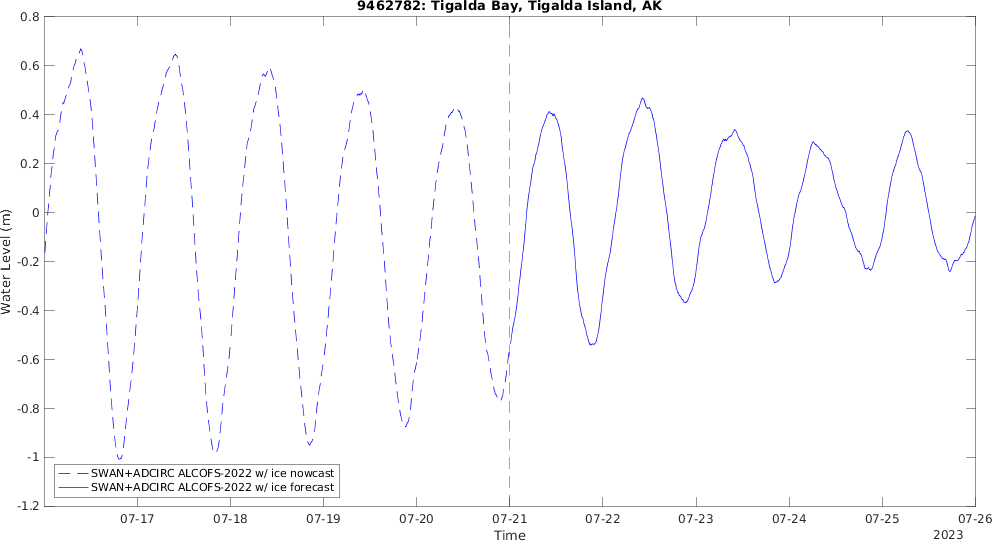 9462782: Tigalda Bay, Tigalda Island, AK
0.8
0.6
0.4
0.2
0
-0.2
-0.4
-0.6
-0.8
-1
-1.2
Water Level (m)
SWAN+ADCIRC ALCOFS-2022 w/ ice nowcast
SWAN+ADCIRC ALCOFS-2022 w/ ice forecast
07-17 07-18 07-19 07-20 07-21 07-22 07-23 07-24 07-25 07-26
Time
2023